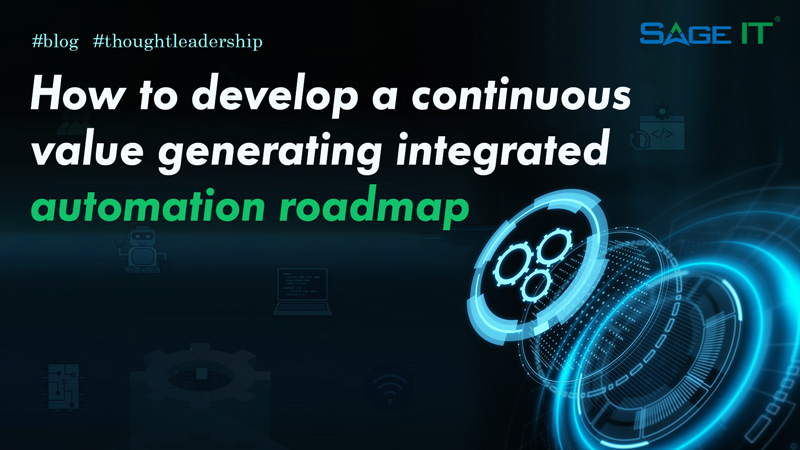 #blog #thoughtleadership
SAGE IT®
How to develop a continuous
value generating integrated
automation roadmap
</>